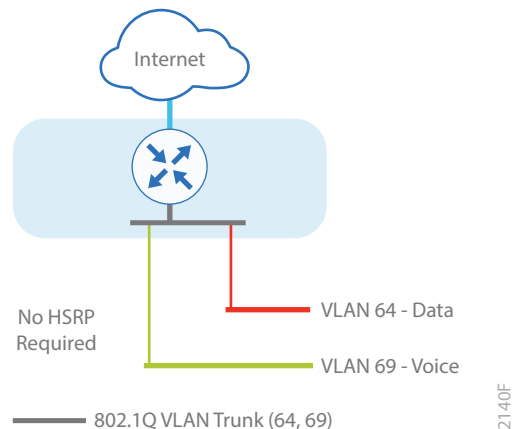 Internet
VLAN 64 - Data
No HSRP
Required
VLAN 69 - Voice
802.1Q VLAN Trunk (64, 69)
2140F